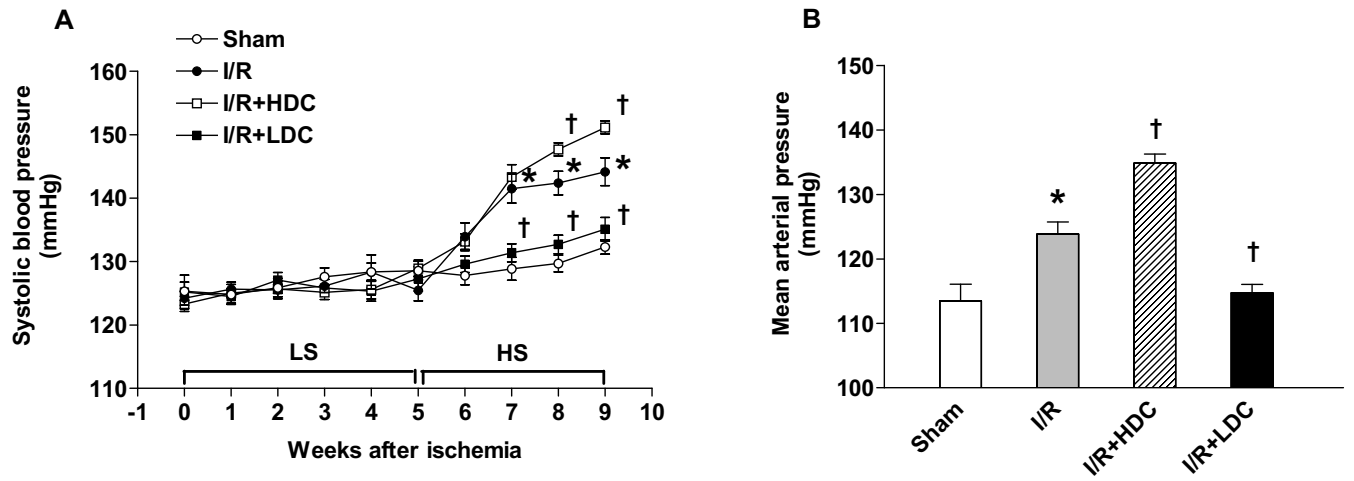 A
Sham
I/R
I/R+HDC
I/R+LDC
Systolic blood pressure
(mmHg)
160
150
140
130
120
110
† †
* * *
† † †
LS HS
-1 0 1 2 3 4 5 6 7 8 9 10
Weeks after ischemia
B
Mean arterial pressure
(mmHg)
150
140
130
120
110
100
*
†
†
Sham
I/R
I/R+HDC
I/R+LDC